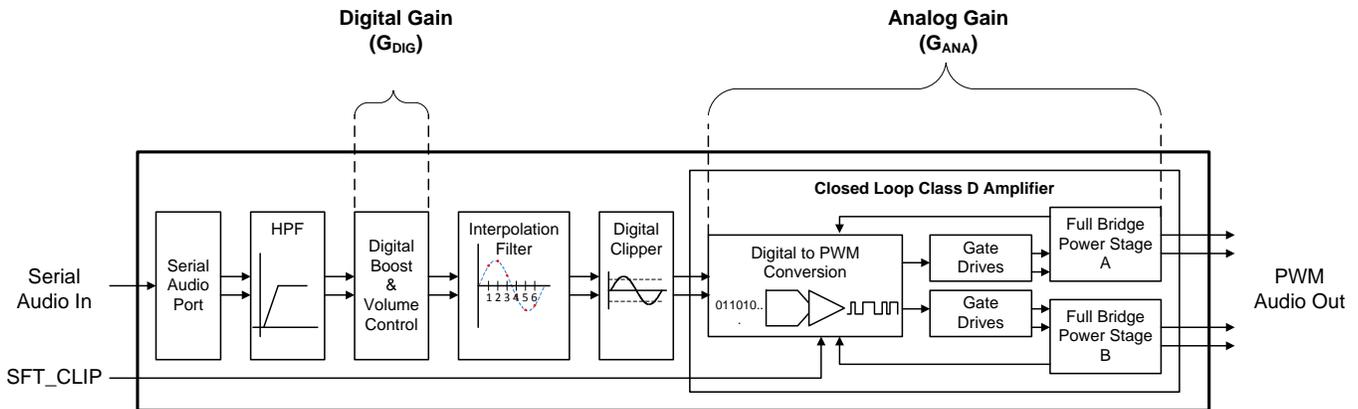 Digital Gain
(GDIG)
Analog Gain
(GANA)
Closed Loop Class D Amplifier
Serial
Audio In
Serial
Audio
Port
HPF
Digital
Boost
&
Volume
Control
Interpolation
Filter
1 2 3 4 5 6
Digital
Clipper
Digital to PWM
Conversion
011010..
.
Gate
Drives
Gate
Drives
Full Bridge
Power Stage
A
Full Bridge
Power Stage
B
PWM
Audio Out
SFT_CLIP